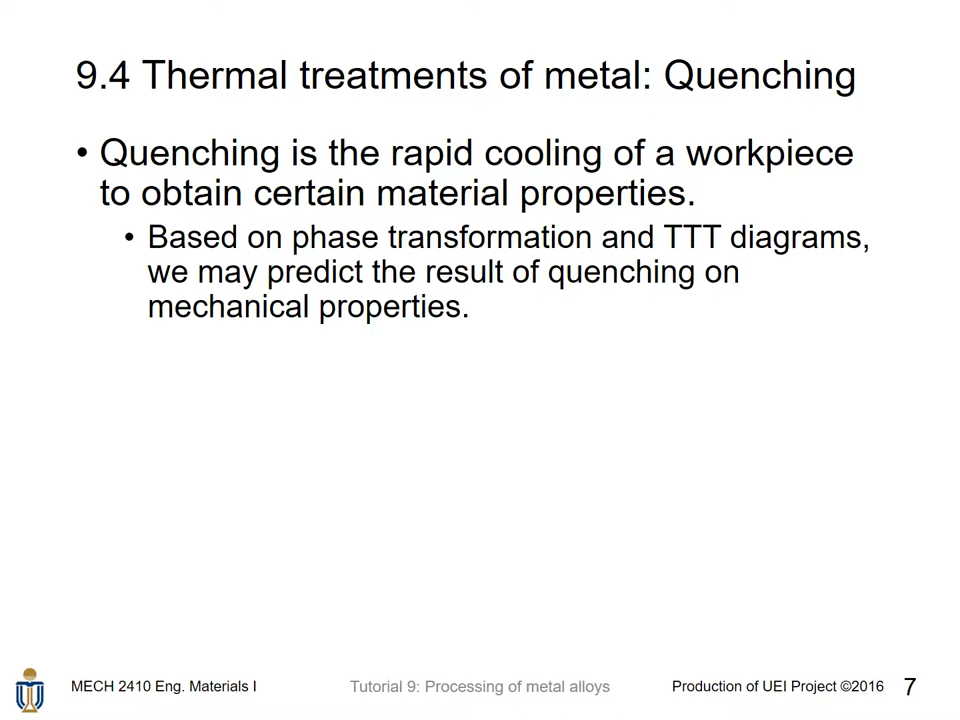 9.4 Thermal treatments of metal: Quenching
• Quenching is the rapid cooling of a workpiece
to obtain certain material properties.
• Based on phase transformation and TTT diagrams,
we may predict the result of quenching on
mechanical properties.
MECH 2410 Eng. Materials I
Tutorial 9: Processing of metal alloys
Production of UEI Project ©2016
7